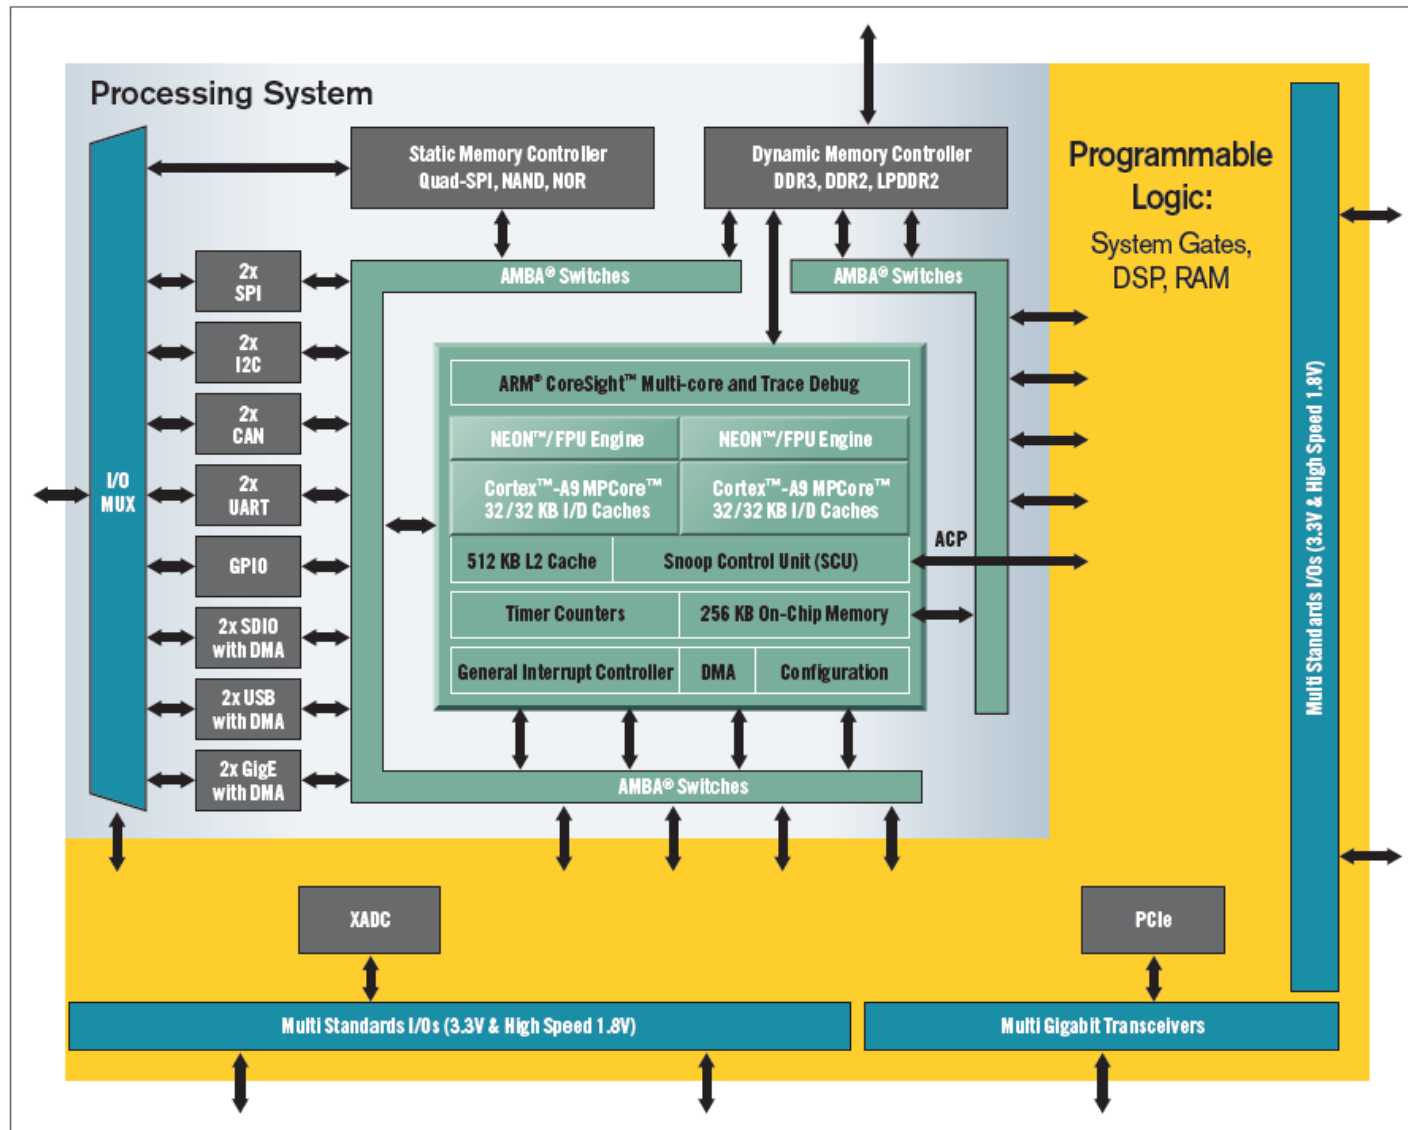 Processing System
Static Memory Controller
Quad-SPI, NAND, NOR
Dynamic Memory Controller
DDR3, DDR2, LPDDR2
Programmable
Logic:
System Gates,
DSP, RAM
AMBA® Switches
AMBA® Switches
2x
SPI
2x
I2C
2x
CAN
2x
UART
GPIO
2x SDIO
with DMA
2x USB
with DMA
2x GigE
with DMA
I/O
MUX
ARM® CoreSight™ Multi-core and Trace Debug
NEON™/FPU Engine
NEON™/FPU Engine
Cortex™-A9 MPCore™
32/32 KB I/D Caches
Cortex™-A9 MPCore™
32/32 KB I/D Caches
512 KB L2 Cache
Snoop Control Unit (SCU)
ACP
Timer Counters
256 KB On-Chip Memory
General Interrupt Controller
DMA
Configuration
AMBA® Switches
Multi Standards I/Os (3.3V & High Speed 1.8V)
XADC
PCIe
Multi Standards I/Os (3.3V & High Speed 1.8V)
Multi Gigabit Transceivers